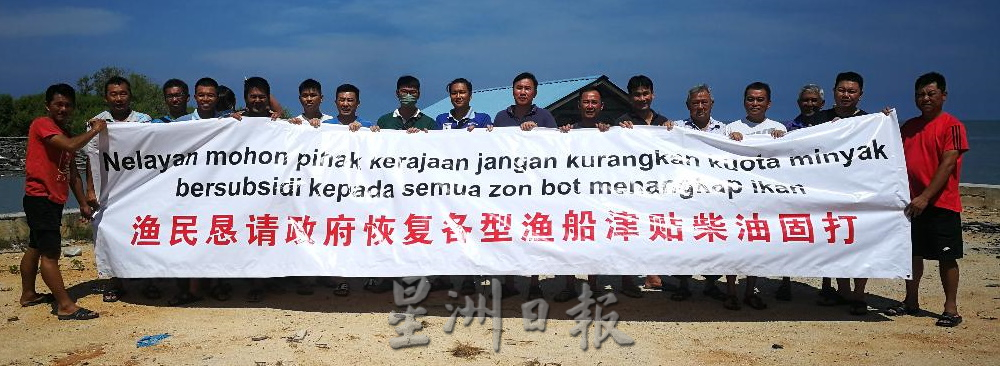 Nelayan mohon pihak kerajaan jangan kurangkan kuota minyak
bersubsidi kepada semua zon bot menangkap ikan
渔民恳请政府恢复各型渔船津贴柴油固打
星洲日报